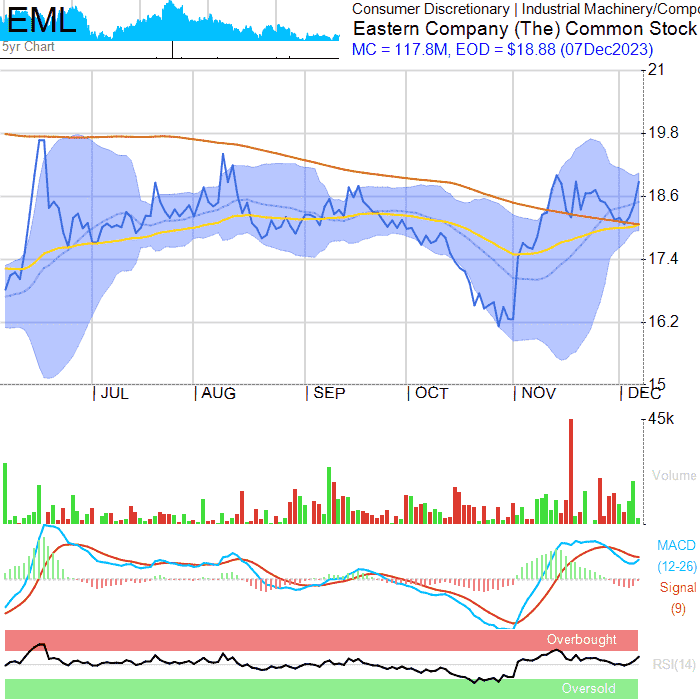 EML
5yr Chart
Consumer Discretionary | Industrial Machinery/Compo
Eastern Company (The) Common Stock
MC = 117.8M, EOD = $18.88 (07Dec2023)
21
19.8
18.6
17.4
16.2
15
JUL AUG SEP OCT NOV DEC
45k
Volume
MACD
(12-26)
Signal
(9)
Overbought
RSI(14)
Oversold